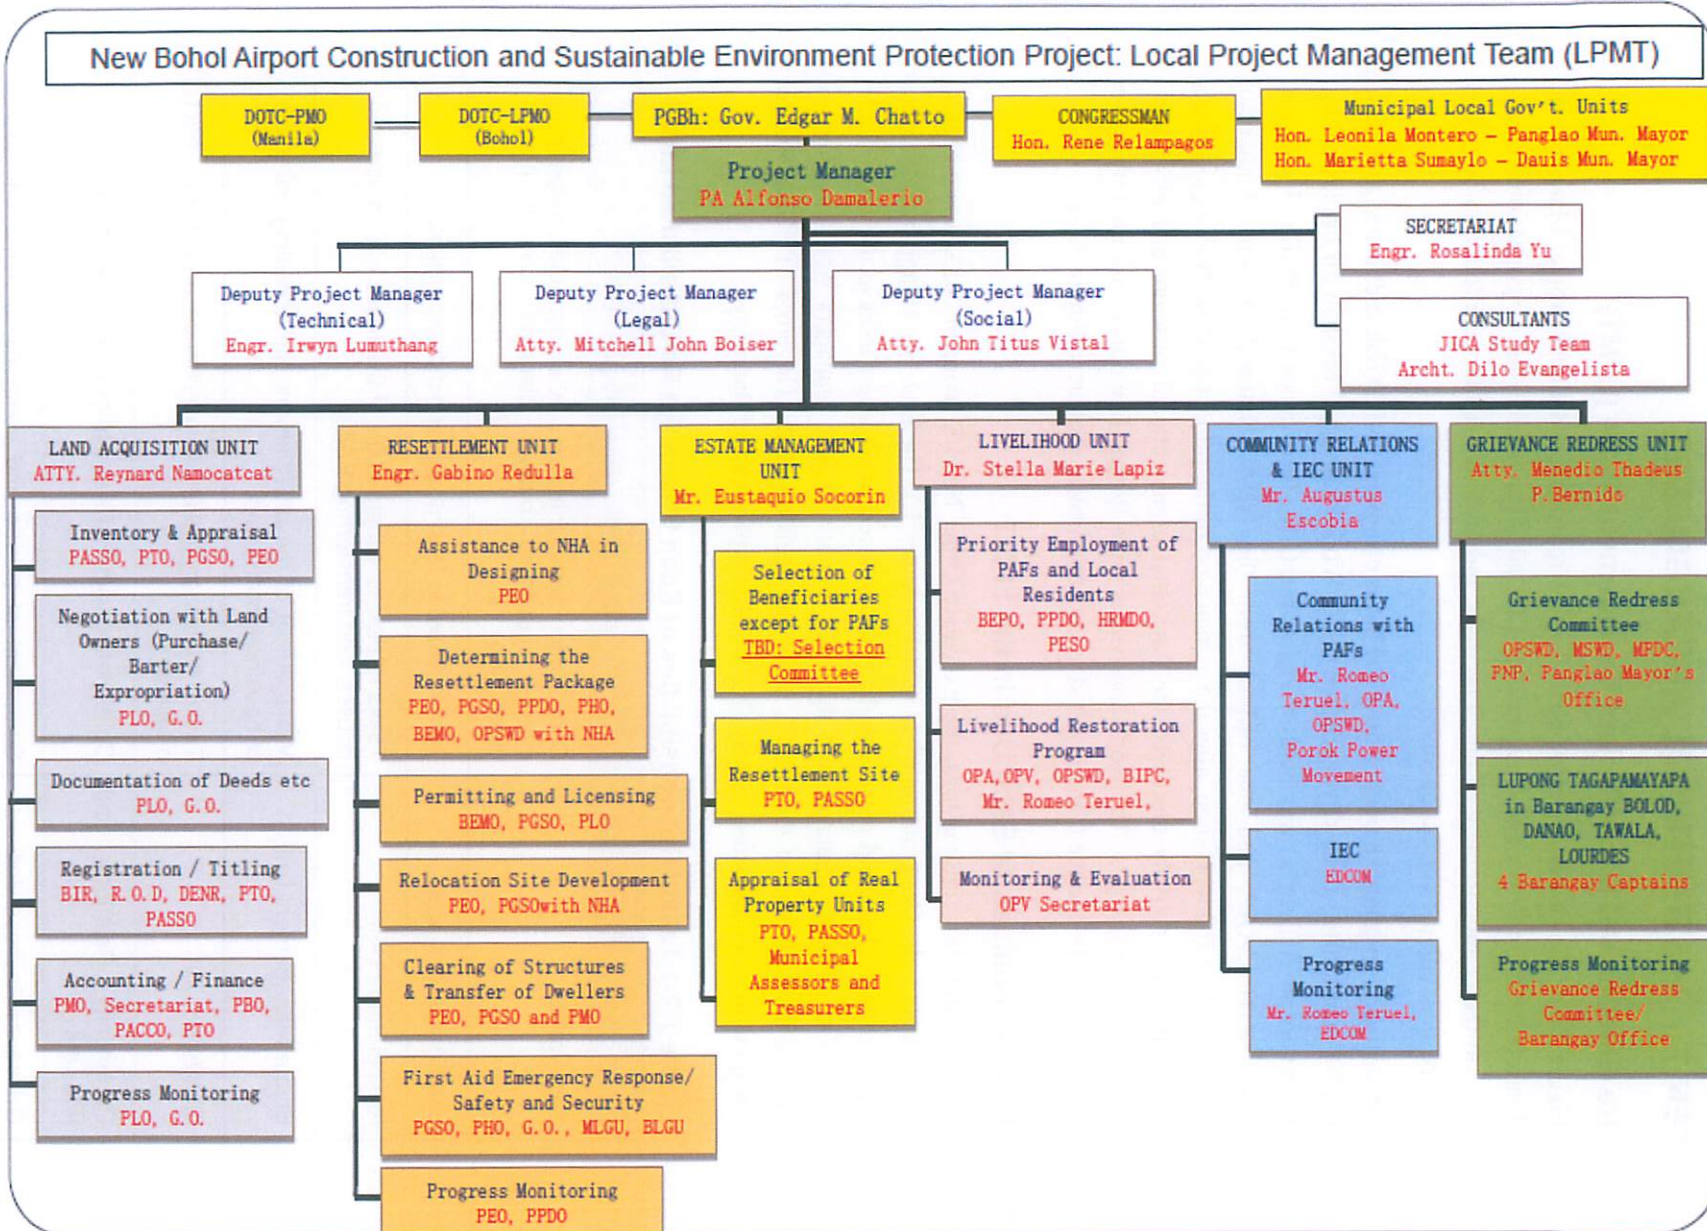 New Bohol Airport Construction and Sustainable Environment Protection Project: Local Project Management Team (LPMT)
DOTC-PMO
(Manila)
DOTC-LPMO
(Bohol)
PGBh: Gov. Edgar M. Chatto
CONGRESSMAN
Hon. Rene Relampagos
Municipal Local Gov't. Units
Hon. Leonila Montero – Panglao Mun. Mayor
Hon. Marietta Sumaylo – Dauis Mun. Mayor
Project Manager
PA Alfonso Damalerio
SECRETARIAT
Engr. Rosalinda Yu
CONSULTANTS
JICA Study Team
Archt. Dilo Evangelista
Deputy Project Manager
(Technical)
Engr. Irwyn Lumuthang
Deputy Project Manager
(Legal)
Atty. Mitchell John Boiser
Deputy Project Manager
(Social)
Atty. John Titus Vistal
LAND ACQUISITION UNIT
ATTY. Reynard Namocatcat
Inventory & Appraisal
PASSO, PTO, PGSO, PEO
Negotiation with Land
Owners (Purchase/
Barter/
Expropriation)
PLO, G.O.
Documentation of Deeds etc
PLO, G.O.
Registration / Titling
BIR, R.O.D, DENR, PTO,
PASSO
Accounting / Finance
PMO, Secretariat, PBO,
PACCO, PTO
Progress Monitoring
PLO, G.O.
RESETTLEMENT UNIT
Engr. Gabino Redulla
Assistance to NHA in
Designing
PEO
Determining the
Resettlement Package
PEO, PGSO, PPDO, PHO,
BEMO, OPSWD with NHA
Permitting and Licensing
BEMO, PGSO, PLO
Relocation Site Development
PEO, PGSOwith NHA
Clearing of Structures
& Transfer of Dwellers
PEO, PGSO and PMO
First Aid Emergency Response/
Safety and Security
PGSO, PHO, G.O., MLGU, BLGU
Progress Monitoring
PEO, PPDO
ESTATE MANAGEMENT
UNIT
Mr. Eustaquio Socorin
Selection of
Beneficiaries
except for PAFs
TBD: Selection
Committee
Managing the
Resettlement Site
PTO, PASSO
Appraisal of Real
Property Units
PTO, PASSO,
Municipal
Assessors and
Treasurers
LIVELIHOOD UNIT
Dr. Stella Marie Lapiz
Priority Employment of
PAFs and Local
Residents
BEPO, PPDO, HRMDO,
PESO
Livelihood Restoration
Program
OPA,OPV, OPSWD, BIPC,
Mr. Romeo Teruel,
Monitoring & Evaluation
OPV Secretariat
COMMUNITY RELATIONS
& IEC UNIT
Mr. Augustus
Escobia
Community
Relations with
PAFs
Mr. Romeo
Teruel, OPA,
OPSWD,
Porok Power
Movement
IEC
EDCOM
Progress
Monitoring
Mr. Romeo Teruel,
EDCOM
GRIEVANCE REDRESS UNIT
Atty. Menedio Thadeus
P.Bernido
Grievance Redress
Committee
OPSWD, MSWD, MPDC,
PNP, Panglao Mayor's
Office
LUPONG TAGAPAMAYAPA
in Barangay BOLOD,
DANAO, TAWALA,
LOURDES
4 Barangay Captains
Progress Monitoring
Grievance Redress
Committee/
Barangay Office